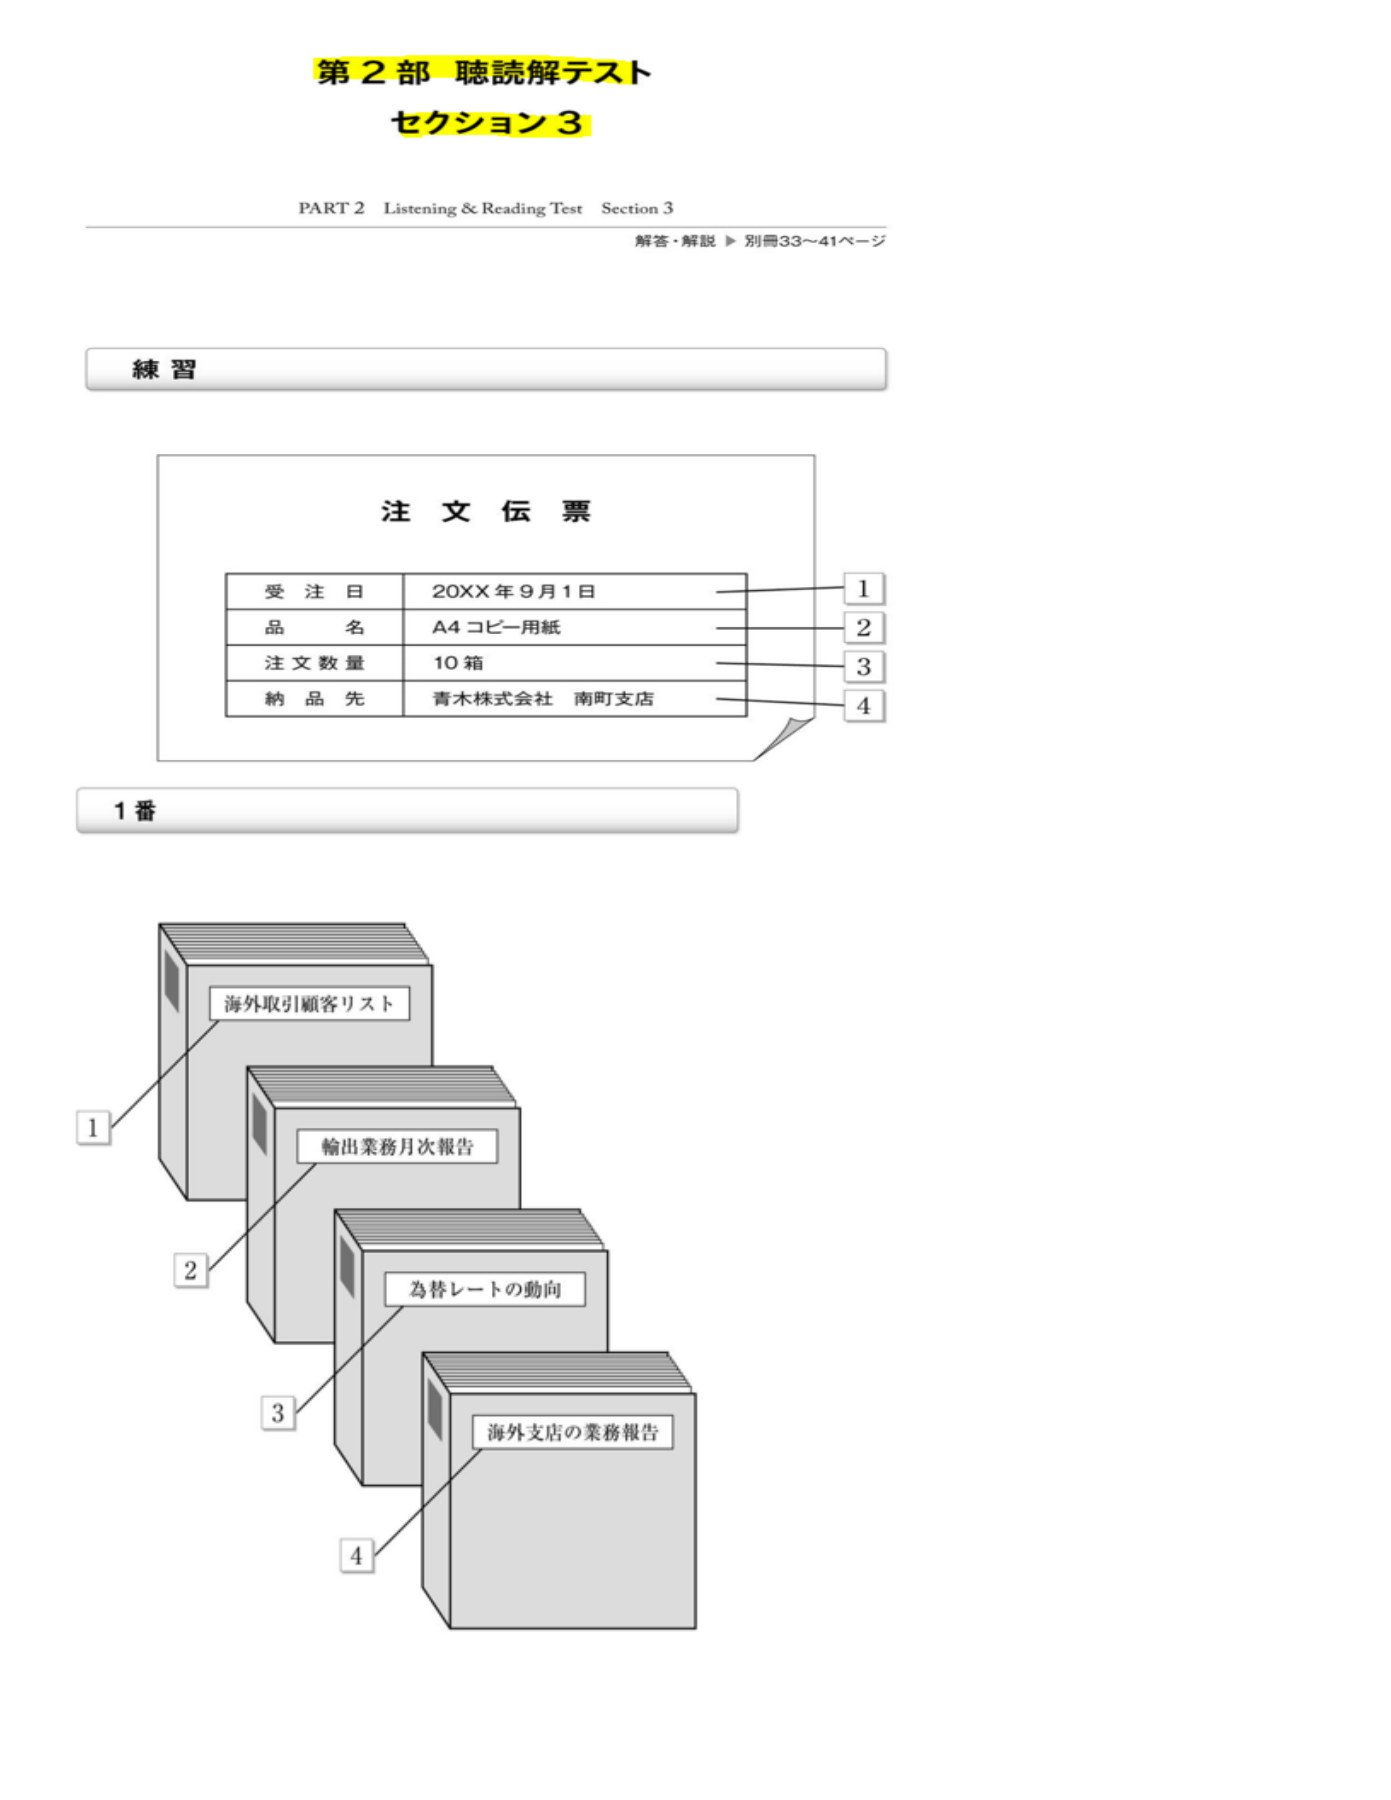 第2部 聴読解テスト
セクション3
PART 2 Listening & Reading Test Section 3
解答・解説 ▶ 別冊33〜41ページ
練習
注文伝票
受注日 20XX年9月1日 1
品名 A4コピー用紙 2
注文数量 10箱 3
納品先 青木株式会社 南町支店 4
1番
海外取引顧客リスト
1
輸出業務月次報告
2
為替レートの動向
3
海外支店の業務報告
4